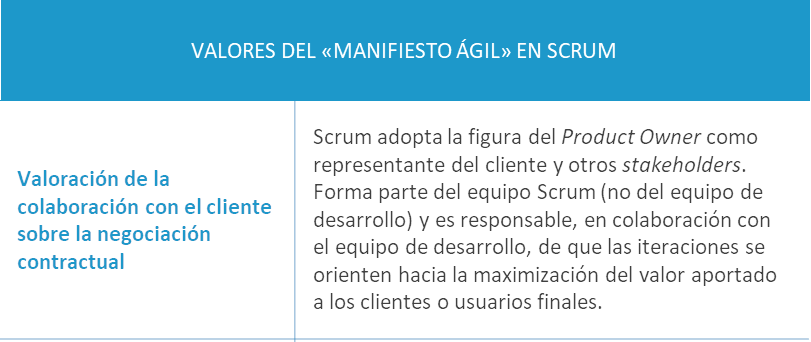 VALORES DEL «MANIFIESTO ÁGIL» EN SCRUM
Valoración de la
colaboración con el cliente
sobre la negociación
contractual
Scrum adopta la figura del Product Owner como
representante del cliente y otros stakeholders.
Forma parte del equipo Scrum (no del equipo de
desarrollo) y es responsable, en colaboración con
el equipo de desarrollo, de que las iteraciones se
orienten hacia la maximización del valor aportado
a los clientes o usuarios finales.